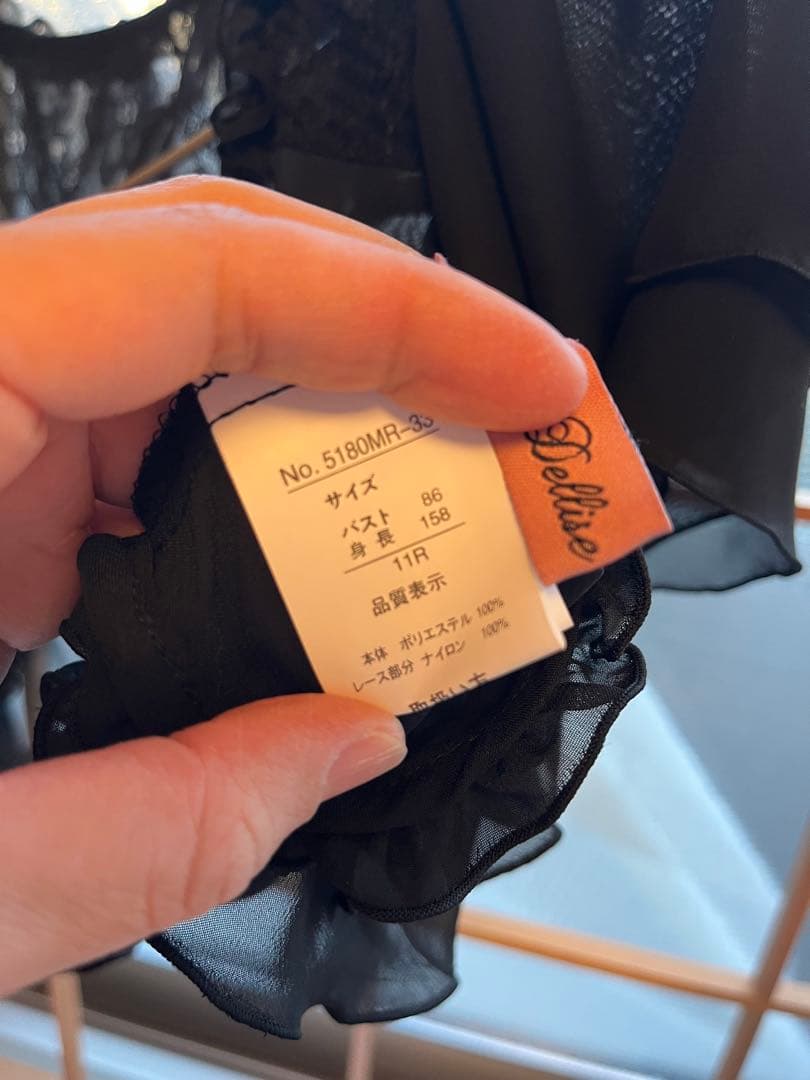 No. 5180MR-33
サイズ
バスト 86
身長 158
11R
品質表示
本体 ポリエステル 100%
レース部分 ナイロン 100%
Dellise